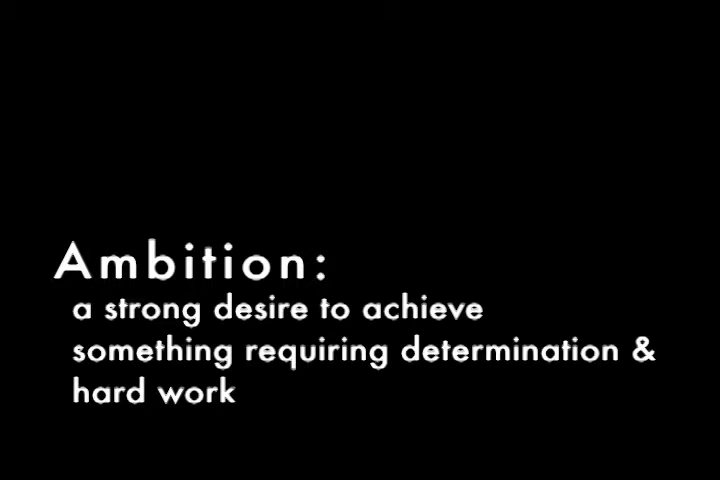 Ambition:
a strong desire to achieve
something requiring determination &
hard work